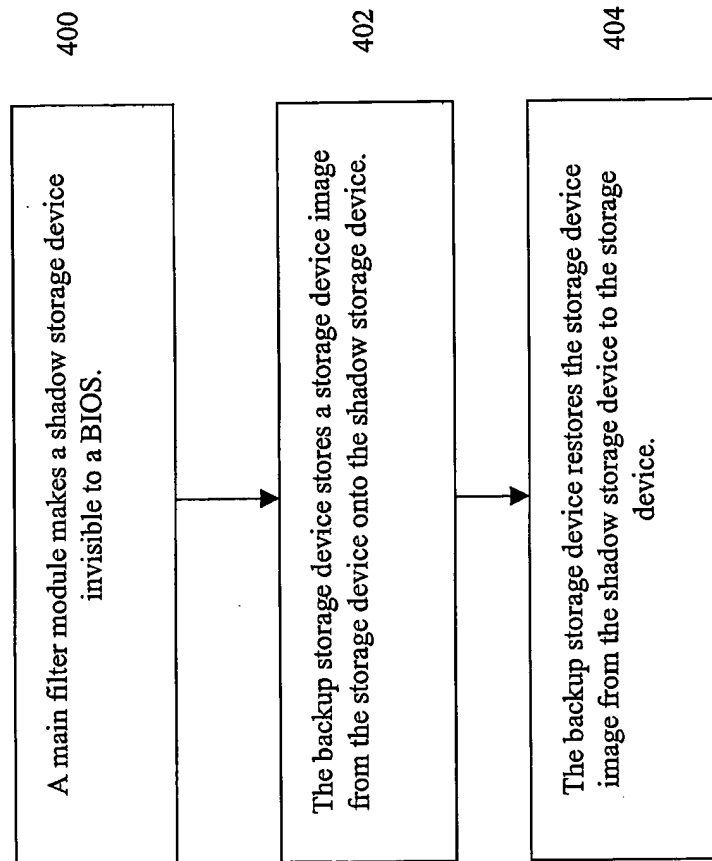 A main filter module makes a shadow storage device
invisible to a BIOS.
400
The backup storage device stores a storage device image
from the storage device onto the shadow storage device.
402
The backup storage device restores the storage device
image from the shadow storage device to the storage
device.
404